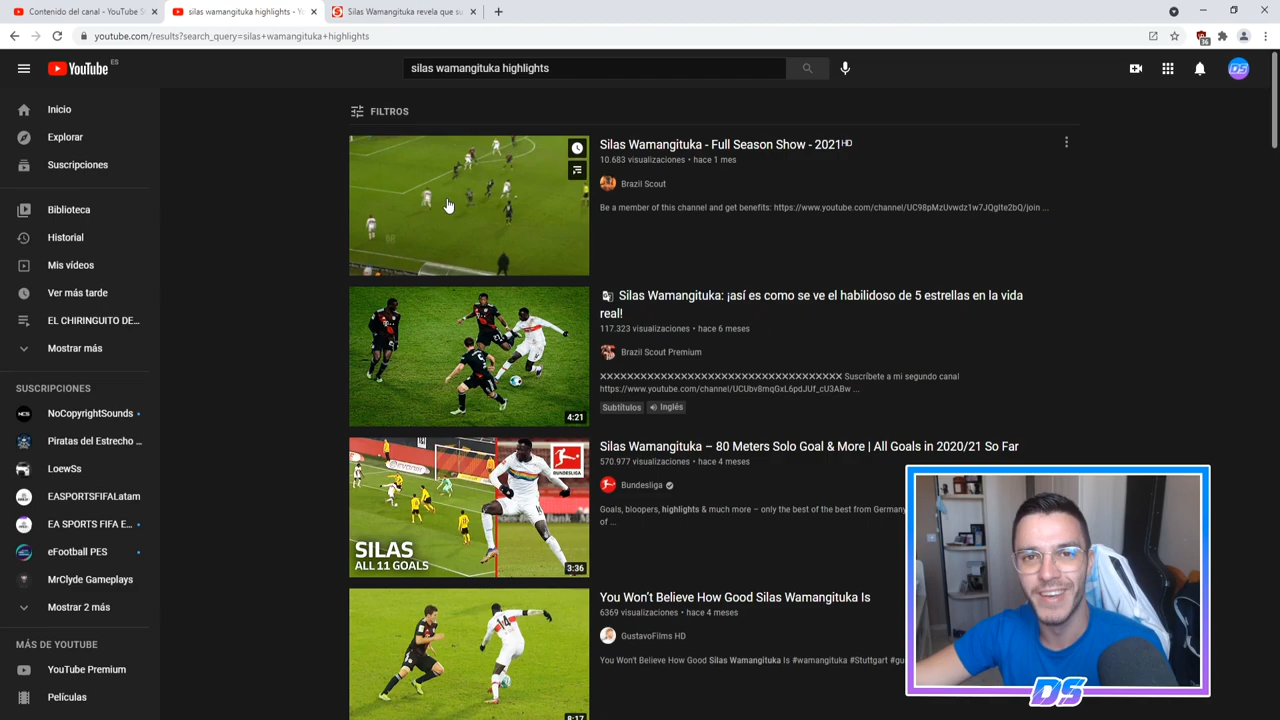 Contenido del canal - YouTube S
silas wamangituka highlights - Y
Silas Wamangituka revela que su
youtube.com/results?search_query=silas+wamangituka+highlights
36
YouTube ES
silas wamangituka highlights
DS
Inicio
Explorar
Suscripciones
Biblioteca
Historial
Mis vídeos
Ver más tarde
EL CHIRINGUITO DE...
Mostrar más
SUSCRIPCIONES
NoCopyrightSounds
Piratas del Estrecho ...
LoewSs
EASPORTSFIFALatam
EA SPORTS FIFA E...
eFootball PES
MrClyde Gameplays
Mostrar 2 más
MÁS DE YOUTUBE
YouTube Premium
Películas
FILTROS
Silas Wamangituka - Full Season Show - 2021ᴴᴰ
10.683 visualizaciones • hace 1 mes
Brazil Scout
Be a member of this channel and get benefits: https://www.youtube.com/channel/UC98pMzUvwdz1w7JQglte2bQ/join ...
Silas Wamangituka: ¡así es como se ve el habilidoso de 5 estrellas en la vida
real!
117.323 visualizaciones • hace 6 meses
Brazil Scout Premium
XXXXXXXXXXXXXXXXXXXXXXXXXXXXXXXXXX Suscríbete a mi segundo canal
https://www.youtube.com/channel/UCUbv8mqGxL6pdJUf_cU3ABw ...
Subtítulos
Inglés
4:21
Silas Wamangituka – 80 Meters Solo Goal & More | All Goals in 2020/21 So Far
570.977 visualizaciones • hace 4 meses
Bundesliga
Goals, bloopers, highlights & much more – only the best of the best from Germany
of ...
BUNDESLIGA
SILAS
ALL 11 GOALS
3:36
You Won't Believe How Good Silas Wamangituka Is
6369 visualizaciones • hace 4 meses
GustavoFilms HD
You Won't Believe How Good Silas Wamangituka Is #wamangituka #Stuttgart #gu
14
8:17
DS